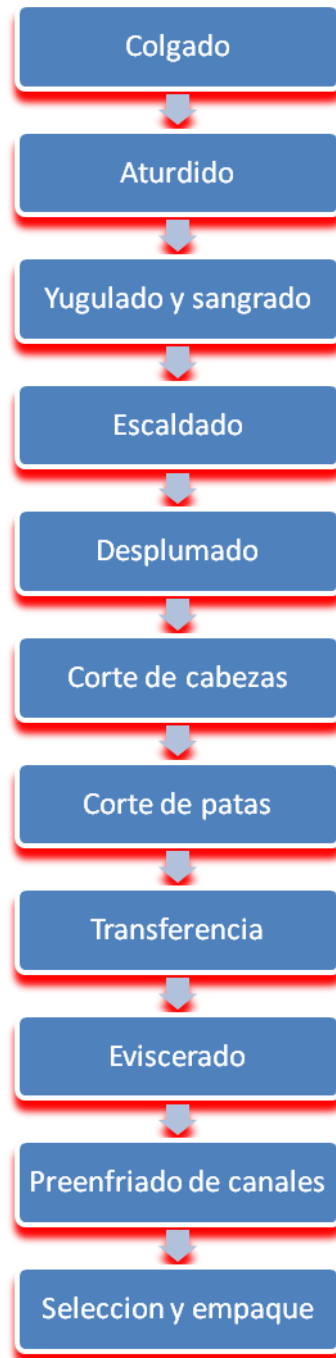 Colgado
Aturdido
Yugulado y sangrado
Escaldado
Desplumado
Corte de cabezas
Corte de patas
Transferencia
Eviscerado
Preenfriado de canales
Seleccion y empaque